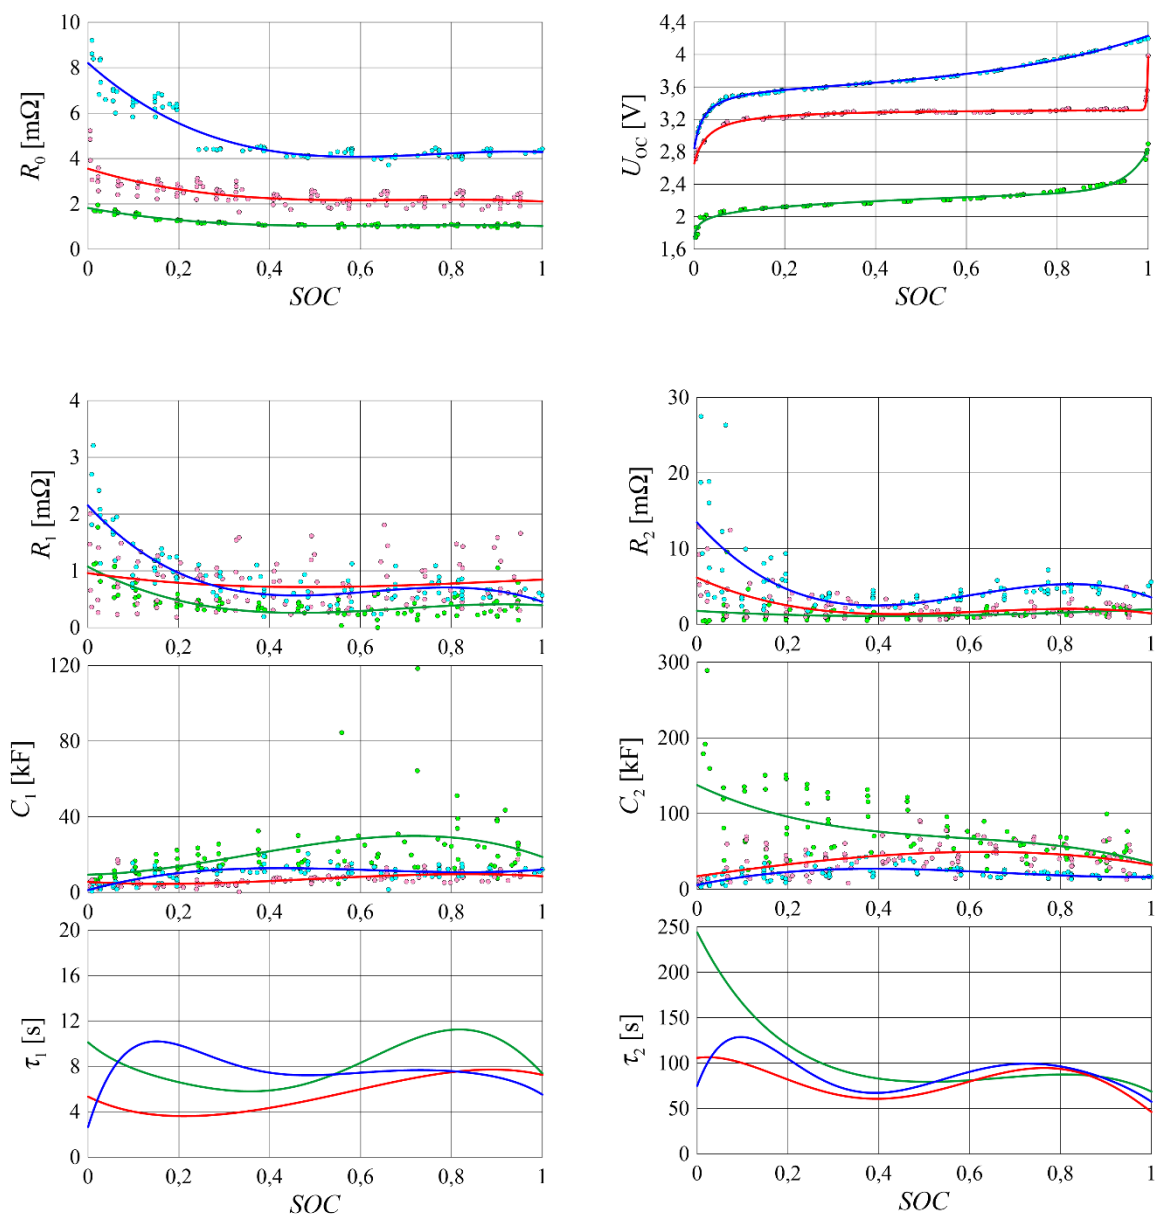 R₀ [mΩ]
10
8
6
4
2
0
0 0,2 0,4 0,6 0,8 1
SOC
U_OC [V]
4,4
4
3,6
3,2
2,8
2,4
2
1,6
0 0,2 0,4 0,6 0,8 1
SOC
R₁ [mΩ]
4
3
2
1
0
0 0,2 0,4 0,6 0,8 1
R₂ [mΩ]
30
20
10
0
0 0,2 0,4 0,6 0,8 1
C₁ [kF]
120
80
40
0
0 0,2 0,4 0,6 0,8 1
C₂ [kF]
300
200
100
0
0 0,2 0,4 0,6 0,8 1
τ₁ [s]
20
16
12
8
4
0
0 0,2 0,4 0,6 0,8 1
SOC
τ₂ [s]
250
200
150
100
50
0
0 0,2 0,4 0,6 0,8 1
SOC